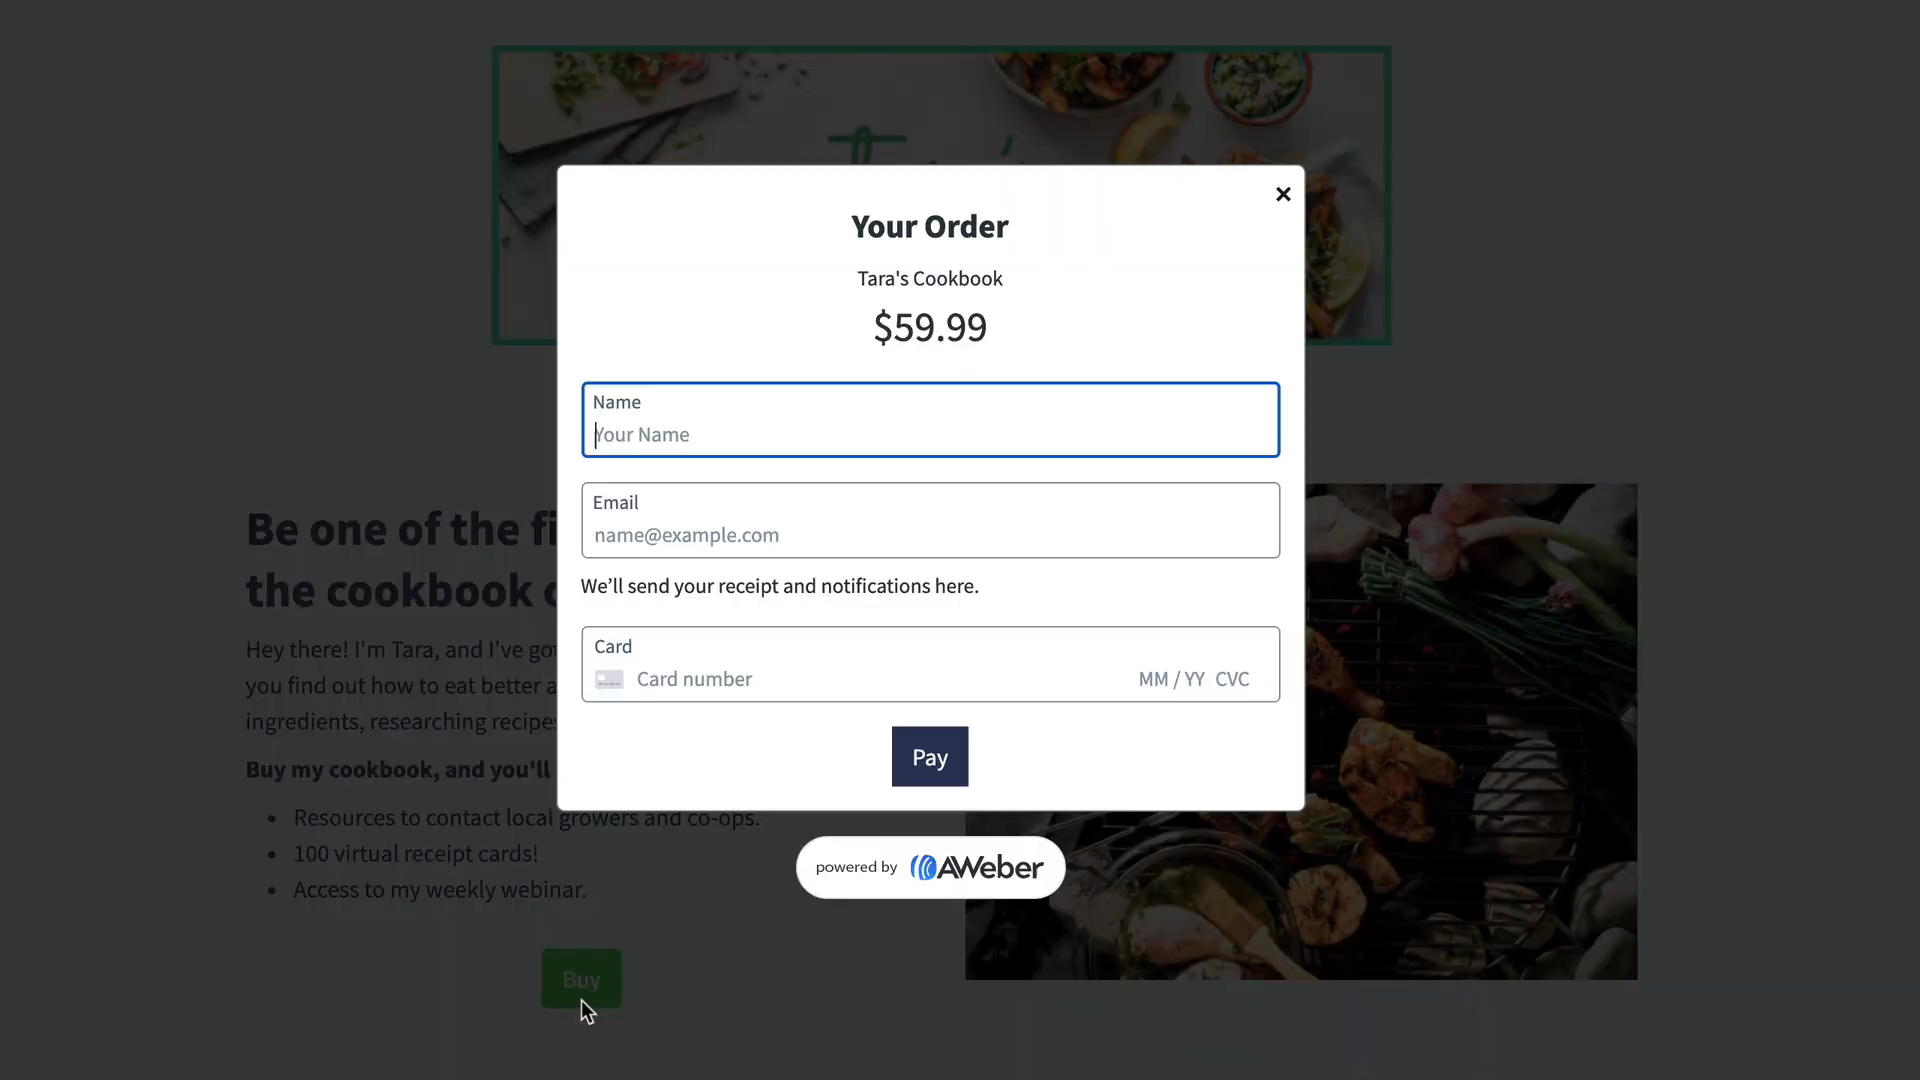 ×
Your Order
Tara's Cookbook
$59.99
Name
Your Name
Email
name@example.com
We’ll send your receipt and notifications here.
Card
Card number MM / YY CVC
Pay
powered by AWeber
Be one of the
the cookbook
Hey there! I'm Tara, and I've
you find out how to eat better
ingredients, researching
Buy my cookbook, and you'll
• Resources to contact local growers and co-ops.
• 100 virtual receipt cards!
• Access to my weekly webinar.
Buy